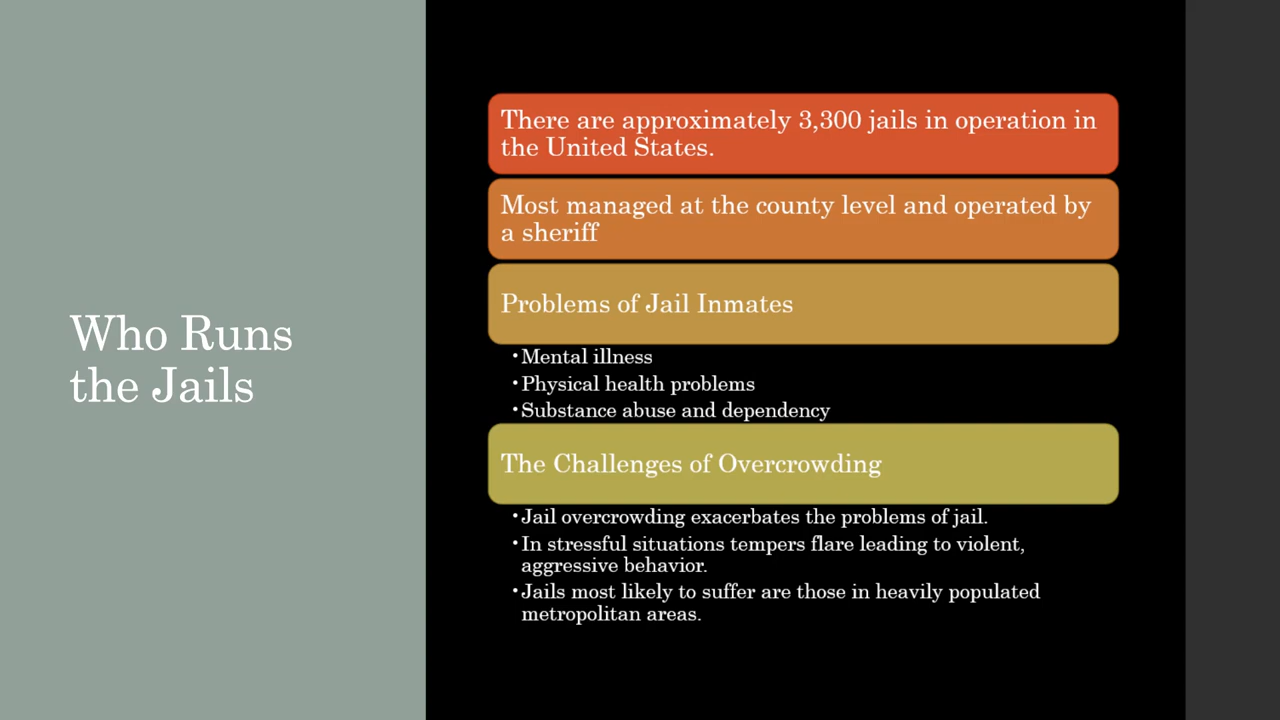 Who Runs
the Jails
There are approximately 3,300 jails in operation in
the United States.
Most managed at the county level and operated by
a sheriff
Problems of Jail Inmates
•Mental illness
•Physical health problems
•Substance abuse and dependency
The Challenges of Overcrowding
•Jail overcrowding exacerbates the problems of jail.
•In stressful situations tempers flare leading to violent,
aggressive behavior.
•Jails most likely to suffer are those in heavily populated
metropolitan areas.